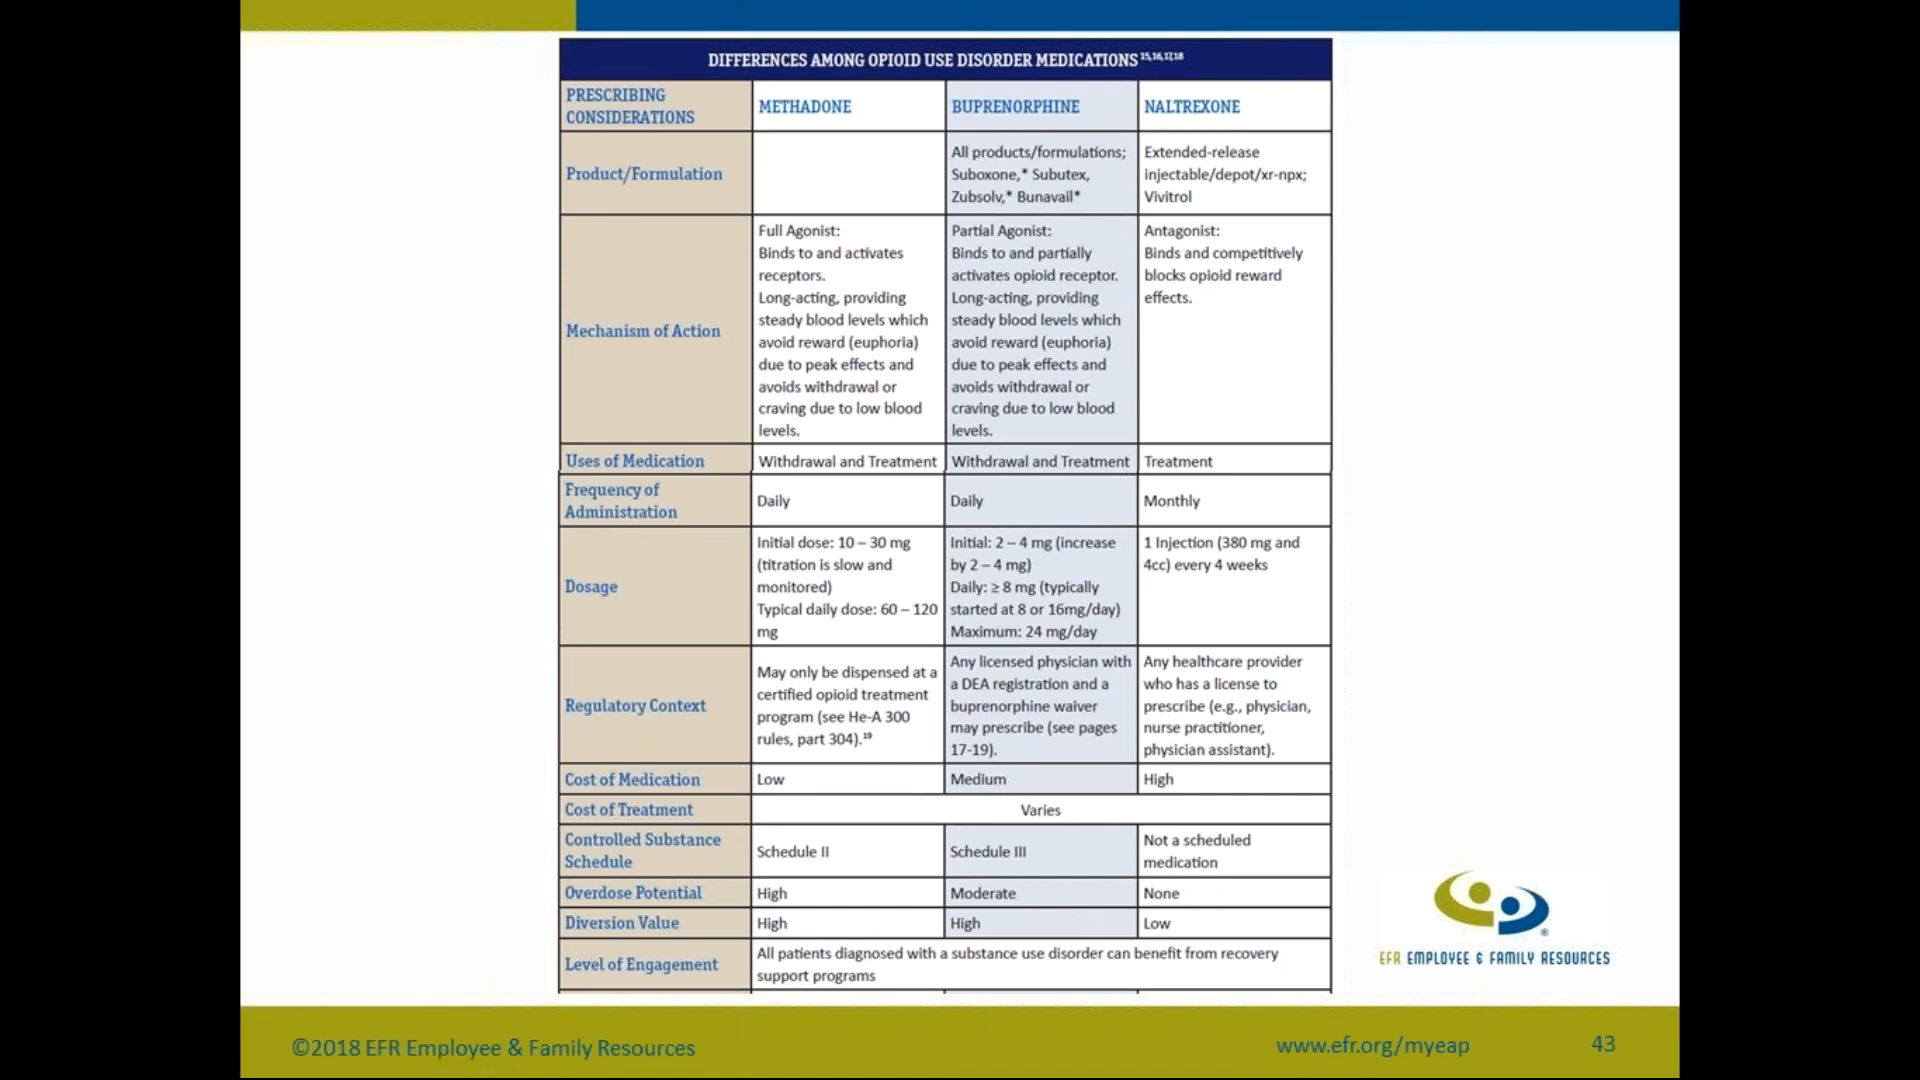 DIFFERENCES AMONG OPIOID USE DISORDER MEDICATIONS 15,16,17,18
PRESCRIBING
CONSIDERATIONS
METHADONE
BUPRENORPHINE
NALTREXONE
Product/Formulation
All products/formulations;
Suboxone,* Subutex,
Zubsolv,* Bunavail*
Extended-release
injectable/depot/xr-npx;
Vivitrol
Mechanism of Action
Full Agonist:
Binds to and activates
receptors.
Long-acting, providing
steady blood levels which
avoid reward (euphoria)
due to peak effects and
avoids withdrawal or
craving due to low blood
levels.
Partial Agonist:
Binds to and partially
activates opioid receptor.
Long-acting, providing
steady blood levels which
avoid reward (euphoria)
due to peak effects and
avoids withdrawal or
craving due to low blood
levels.
Antagonist:
Binds and competitively
blocks opioid reward
effects.
Uses of Medication
Withdrawal and Treatment
Withdrawal and Treatment
Treatment
Frequency of
Administration
Daily
Daily
Monthly
Dosage
Initial dose: 10 – 30 mg
(titration is slow and
monitored)
Typical daily dose: 60 – 120
mg
Initial: 2 – 4 mg (increase
by 2 – 4 mg)
Daily: ≥ 8 mg (typically
started at 8 or 16mg/day)
Maximum: 24 mg/day
1 Injection (380 mg and
4cc) every 4 weeks
Regulatory Context
May only be dispensed at a
certified opioid treatment
program (see He-A 300
rules, part 304).19
Any licensed physician with
a DEA registration and a
buprenorphine waiver
may prescribe (see pages
17-19).
Any healthcare provider
who has a license to
prescribe (e.g., physician,
nurse practitioner,
physician assistant).
Cost of Medication
Low
Medium
High
Cost of Treatment
Varies
Controlled Substance
Schedule
Schedule II
Schedule III
Not a scheduled
medication
Overdose Potential
High
Moderate
None
Diversion Value
High
High
Low
Level of Engagement
All patients diagnosed with a substance use disorder can benefit from recovery
support programs
®
EFR EMPLOYEE & FAMILY RESOURCES
©2018 EFR Employee & Family Resources
www.efr.org/myeap
43